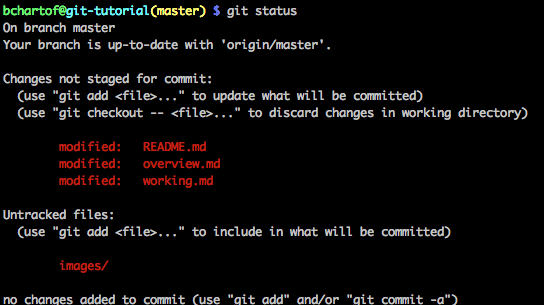 bchartof@git-tutorial(master) $ git status
On branch master
Your branch is up-to-date with 'origin/master'.
Changes not staged for commit:
(use "git add <file>..." to update what will be committed)
(use "git checkout -- <file>..." to discard changes in working directory)
modified: README.md
modified: overview.md
modified: working.md
Untracked files:
(use "git add <file>..." to include in what will be committed)
images/
no changes added to commit (use "git add" and/or "git commit -a")